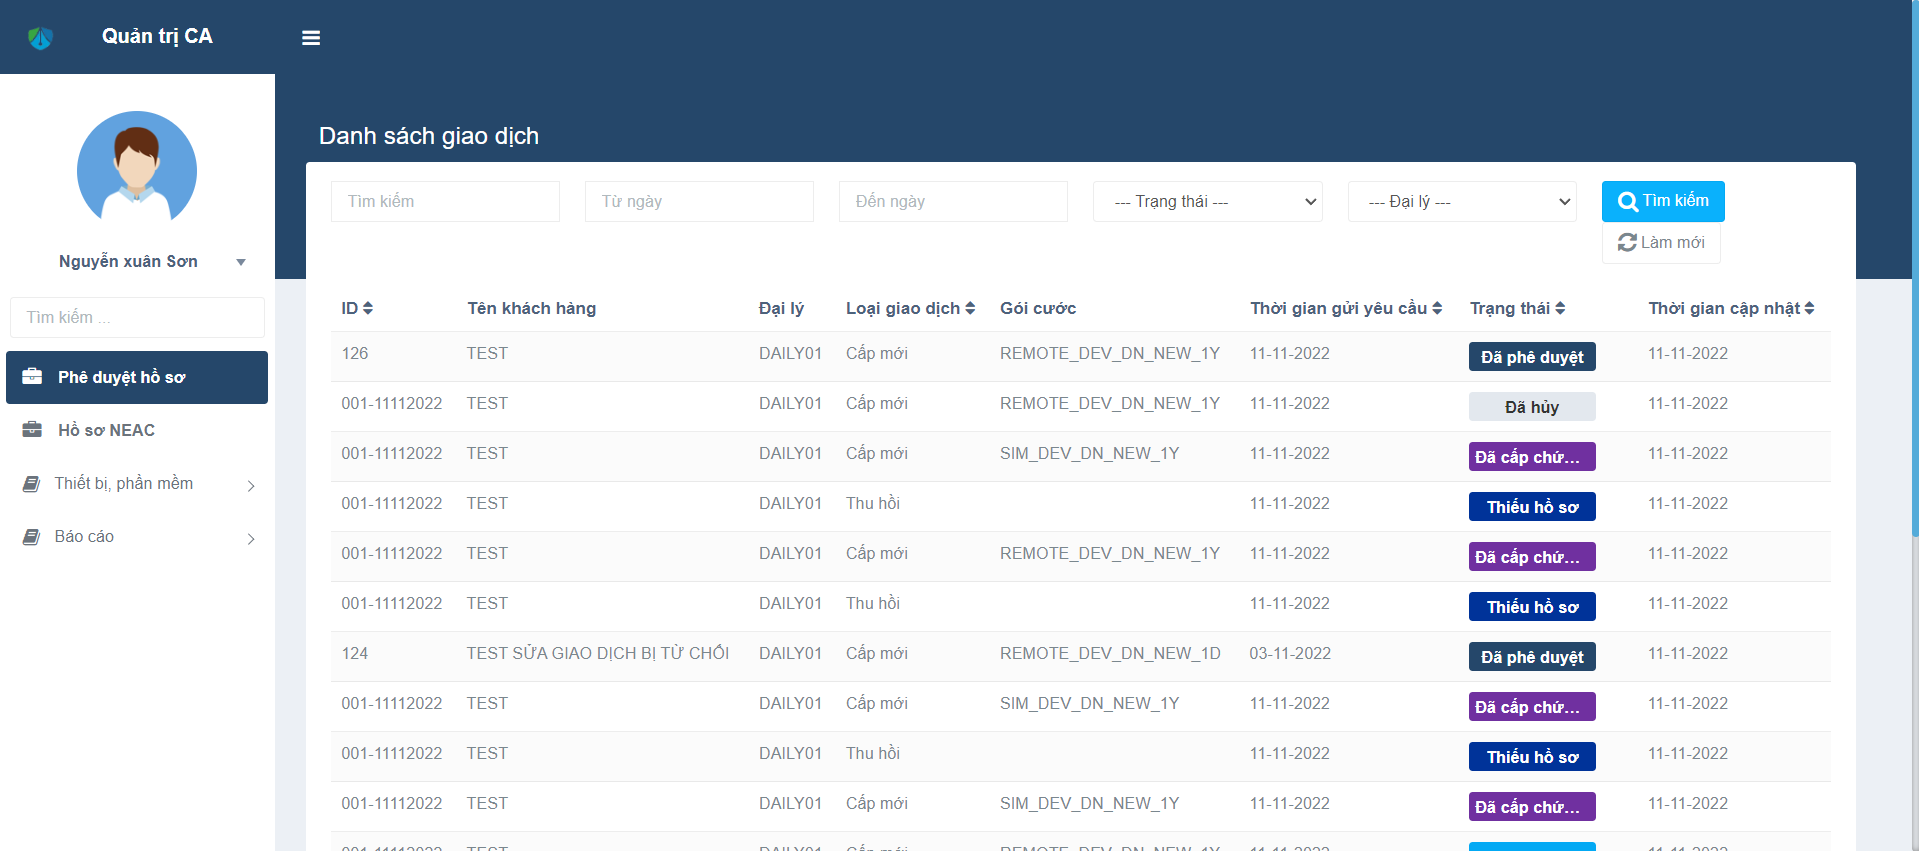 Quản trị CA
Nguyễn xuân Sơn
Tìm kiếm ...
Phê duyệt hồ sơ
Hồ sơ NEAC
Thiết bị, phần mềm
Báo cáo
Danh sách giao dịch
Tìm kiếm Từ ngày Đến ngày --- Trạng thái --- --- Đại lý --- Tìm kiếm
Làm mới
ID Tên khách hàng Đại lý Loại giao dịch Gói cước Thời gian gửi yêu cầu Trạng thái Thời gian cập nhật
126 TEST DAILY01 Cấp mới REMOTE_DEV_DN_NEW_1Y 11-11-2022 Đã phê duyệt 11-11-2022
001-11112022 TEST DAILY01 Cấp mới REMOTE_DEV_DN_NEW_1Y 11-11-2022 Đã hủy 11-11-2022
001-11112022 TEST DAILY01 Cấp mới SIM_DEV_DN_NEW_1Y 11-11-2022 Đã cấp chứ... 11-11-2022
001-11112022 TEST DAILY01 Thu hồi 11-11-2022 Thiếu hồ sơ 11-11-2022
001-11112022 TEST DAILY01 Cấp mới REMOTE_DEV_DN_NEW_1Y 11-11-2022 Đã cấp chứ... 11-11-2022
001-11112022 TEST DAILY01 Thu hồi 11-11-2022 Thiếu hồ sơ 11-11-2022
124 TEST SỬA GIAO DỊCH BỊ TỪ CHỐI DAILY01 Cấp mới REMOTE_DEV_DN_NEW_1D 03-11-2022 Đã phê duyệt 11-11-2022
001-11112022 TEST DAILY01 Cấp mới SIM_DEV_DN_NEW_1Y 11-11-2022 Đã cấp chứ... 11-11-2022
001-11112022 TEST DAILY01 Thu hồi 11-11-2022 Thiếu hồ sơ 11-11-2022
001-11112022 TEST DAILY01 Cấp mới SIM_DEV_DN_NEW_1Y 11-11-2022 Đã cấp chứ... 11-11-2022